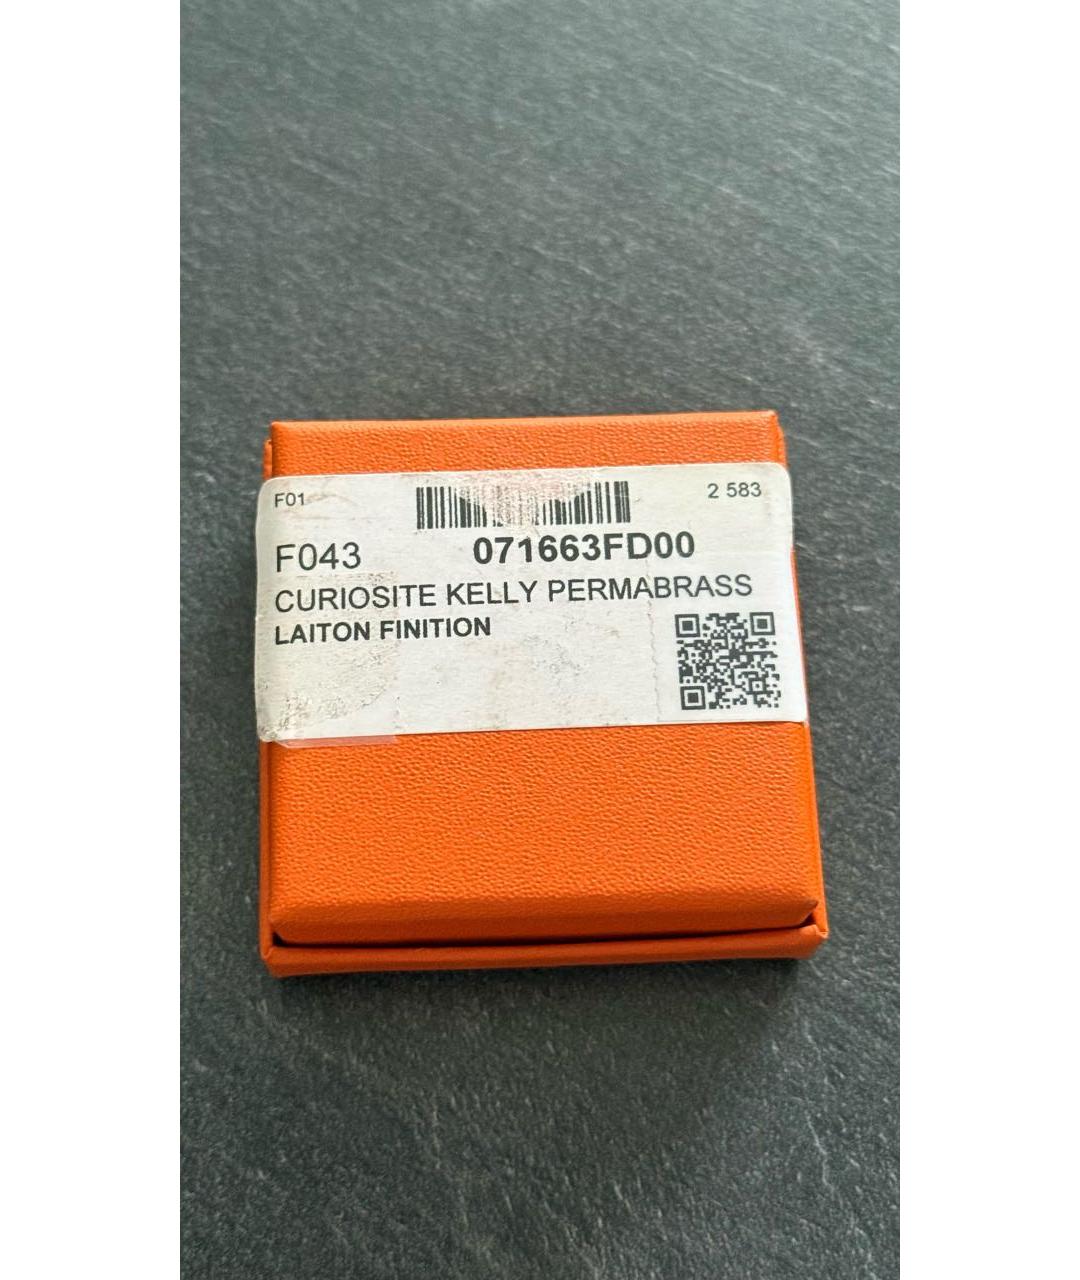 F01 2 583
F043 071663FD00
CURIOSITE KELLY PERMABRASS
LAITON FINITION